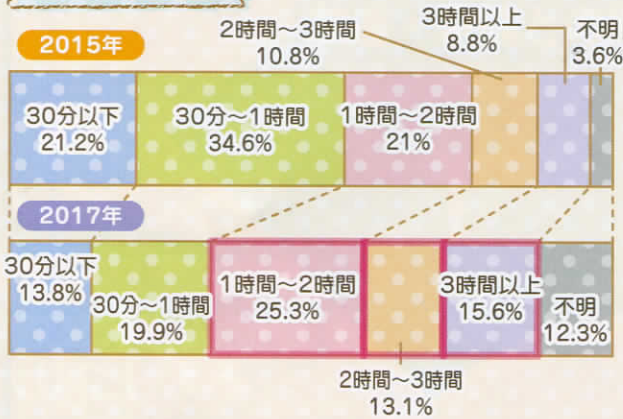 2015年
2時間～3時間
10.8%
3時間以上
8.8%
不明
3.6%
30分以下
21.2%
30分～1時間
34.6%
1時間～2時間
21%
2017年
30分以下
13.8%
30分～1時間
19.9%
1時間～2時間
25.3%
2時間～3時間
13.1%
3時間以上
15.6%
不明
12.3%